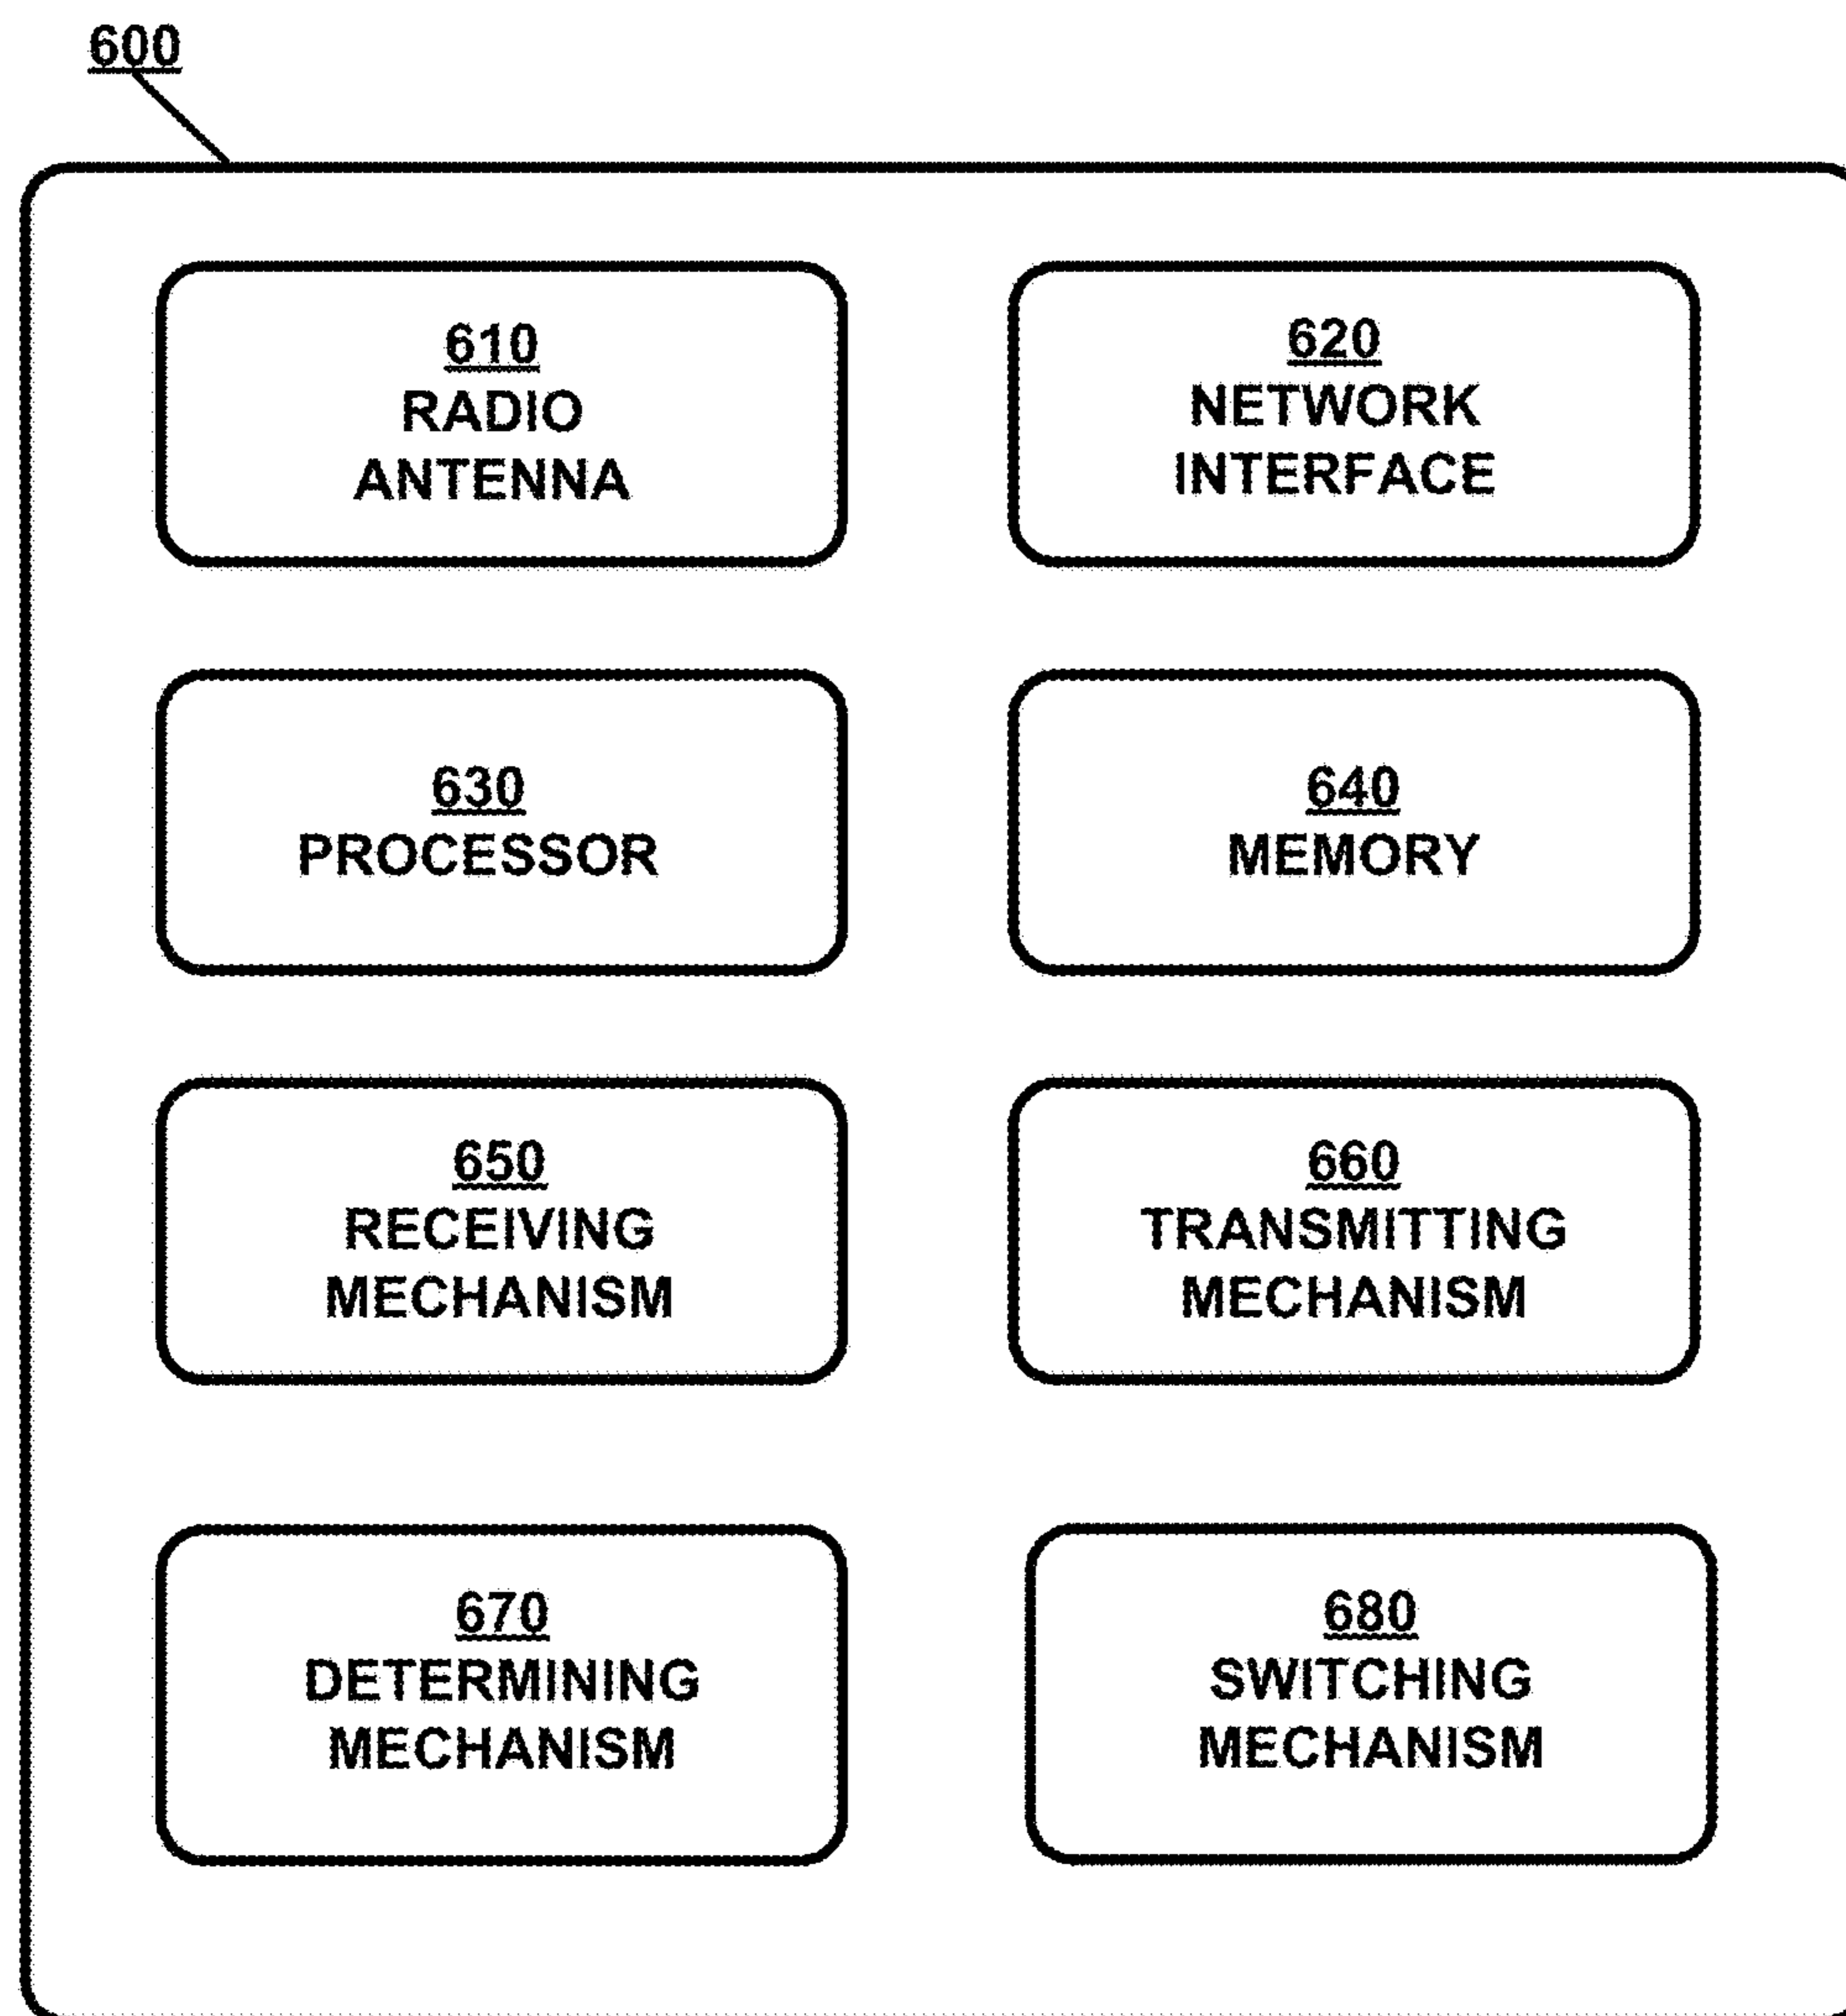 600
610
RADIO
ANTENNA
620
NETWORK
INTERFACE
630
PROCESSOR
640
MEMORY
650
RECEIVING
MECHANISM
660
TRANSMITTING
MECHANISM
670
DETERMINING
MECHANISM
680
SWITCHING
MECHANISM